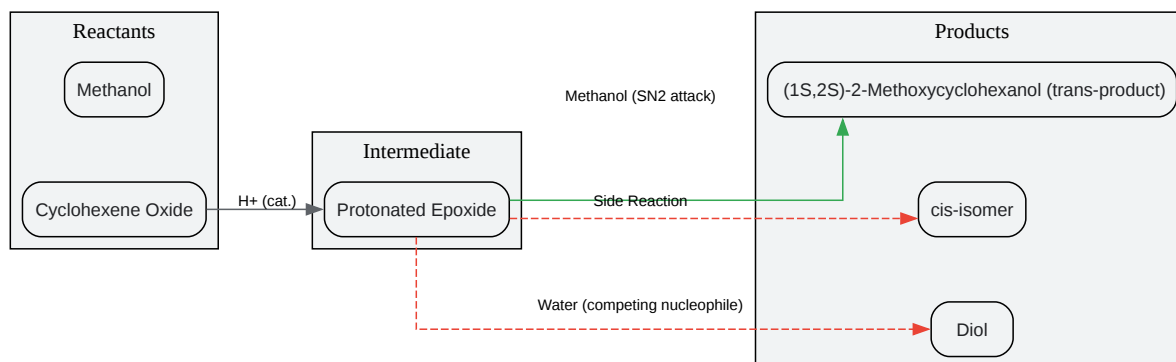 Reactants
Methanol
Cyclohexene Oxide
H+ (cat.)
Intermediate
Protonated Epoxide
Methanol (SN2 attack)
Side Reaction
Water (competing nucleophile)
Products
(1S,2S)-2-Methoxycyclohexanol (trans-product)
cis-isomer
Diol